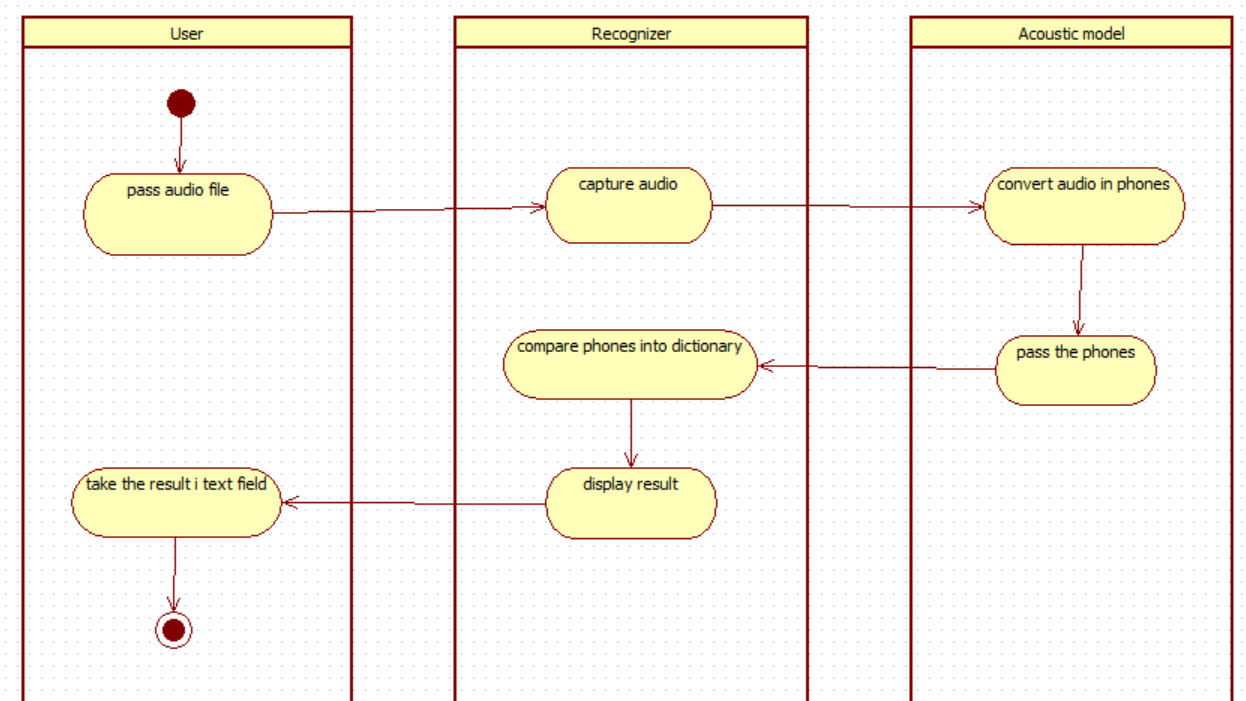 User
Recognizer
Acoustic model
pass audio file
capture audio
convert audio in phones
compare phones into dictionary
pass the phones
take the result i text field
display result